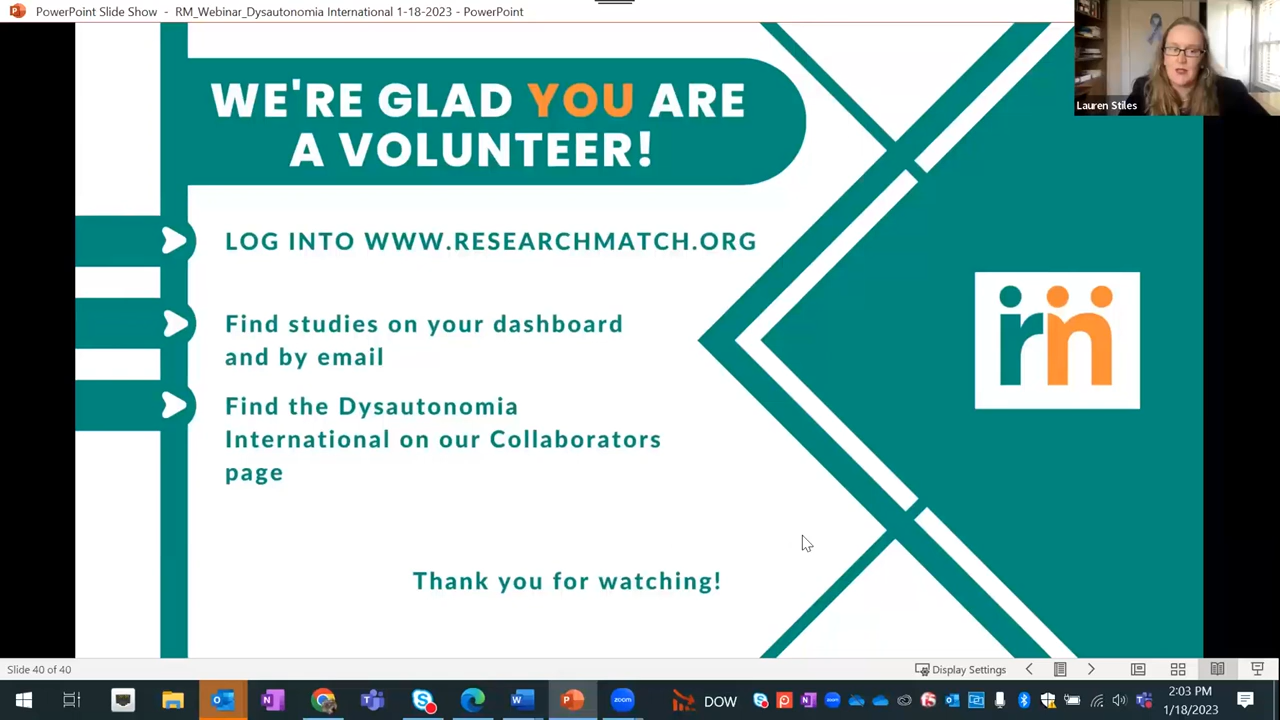 PowerPoint Slide Show - RM_Webinar_Dysautonomia International 1-18-2023 - PowerPoint
Lauren Stiles
WE'RE GLAD YOU ARE
A VOLUNTEER!
LOG INTO WWW.RESEARCHMATCH.ORG
Find studies on your dashboard
and by email
Find the Dysautonomia
International on our Collaborators
page
rm
Thank you for watching!
Slide 40 of 40
Display Settings
DOW
2:03 PM
1/18/2023